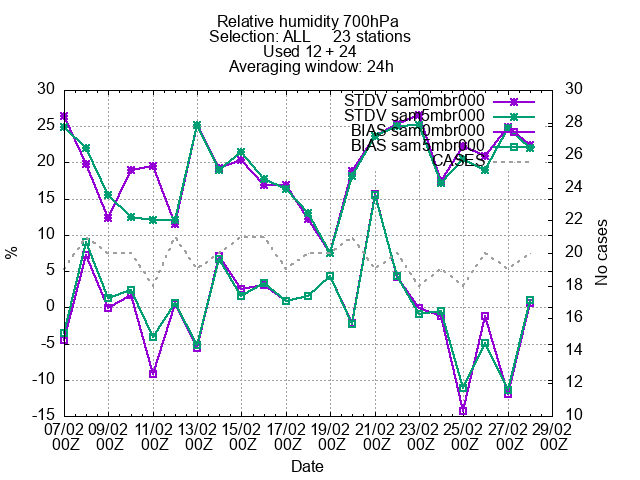 Relative humidity 700hPa
Selection: ALL 23 stations
Used 12 + 24
Averaging window: 24h
30 30
STDV sam0mbr000
STDV sam5mbr000
25 28
BIAS sam0mbr000
BIAS sam5mbr000
CASES
20 26
24
15
22
10
% 20 No cases
5
18
0
16
-5
14
-10
12
-15 10
07/02 09/02 11/02 13/02 15/02 17/02 19/02 21/02 23/02 25/02 27/02 29/02
00Z 00Z 00Z 00Z 00Z 00Z 00Z 00Z 00Z 00Z 00Z 00Z
Date